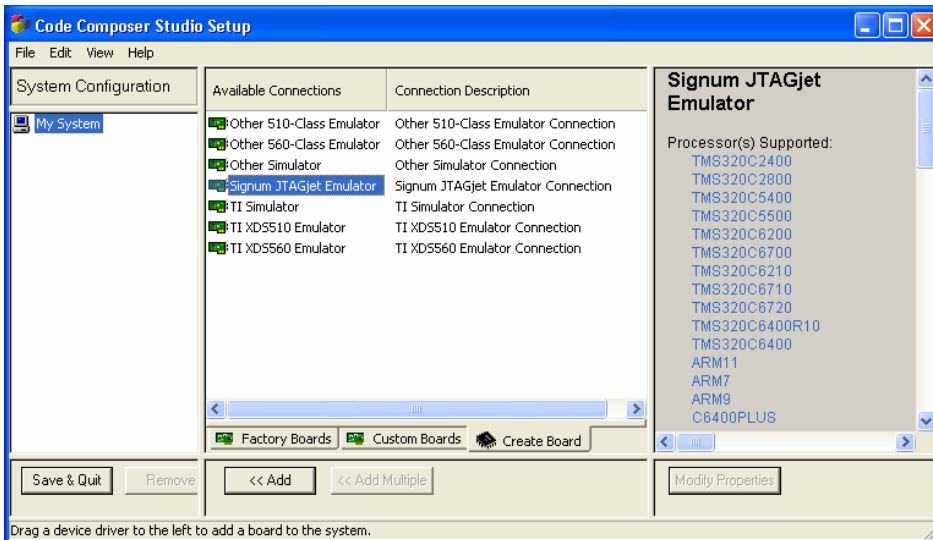 Code Composer Studio Setup
File Edit View Help
System Configuration
My System
Available Connections Connection Description
Other 510-Class Emulator Other 510-Class Emulator Connection
Other 560-Class Emulator Other 560-Class Emulator Connection
Other Simulator Other Simulator Connection
Signum JTAGjet Emulator Signum JTAGjet Emulator Connection
TI Simulator TI Simulator Connection
TI XDS510 Emulator TI XDS510 Emulator Connection
TI XDS560 Emulator TI XDS560 Emulator Connection
Factory Boards Custom Boards Create Board
Signum JTAGjet
Emulator
Processor(s) Supported:
TMS320C2400
TMS320C2800
TMS320C5400
TMS320C5500
TMS320C6200
TMS320C6700
TMS320C6210
TMS320C6710
TMS320C6720
TMS320C6400R10
TMS320C6400
ARM11
ARM7
ARM9
C6400PLUS
Save & Quit Remove << Add << Add Multiple Modify Properties
Drag a device driver to the left to add a board to the system.